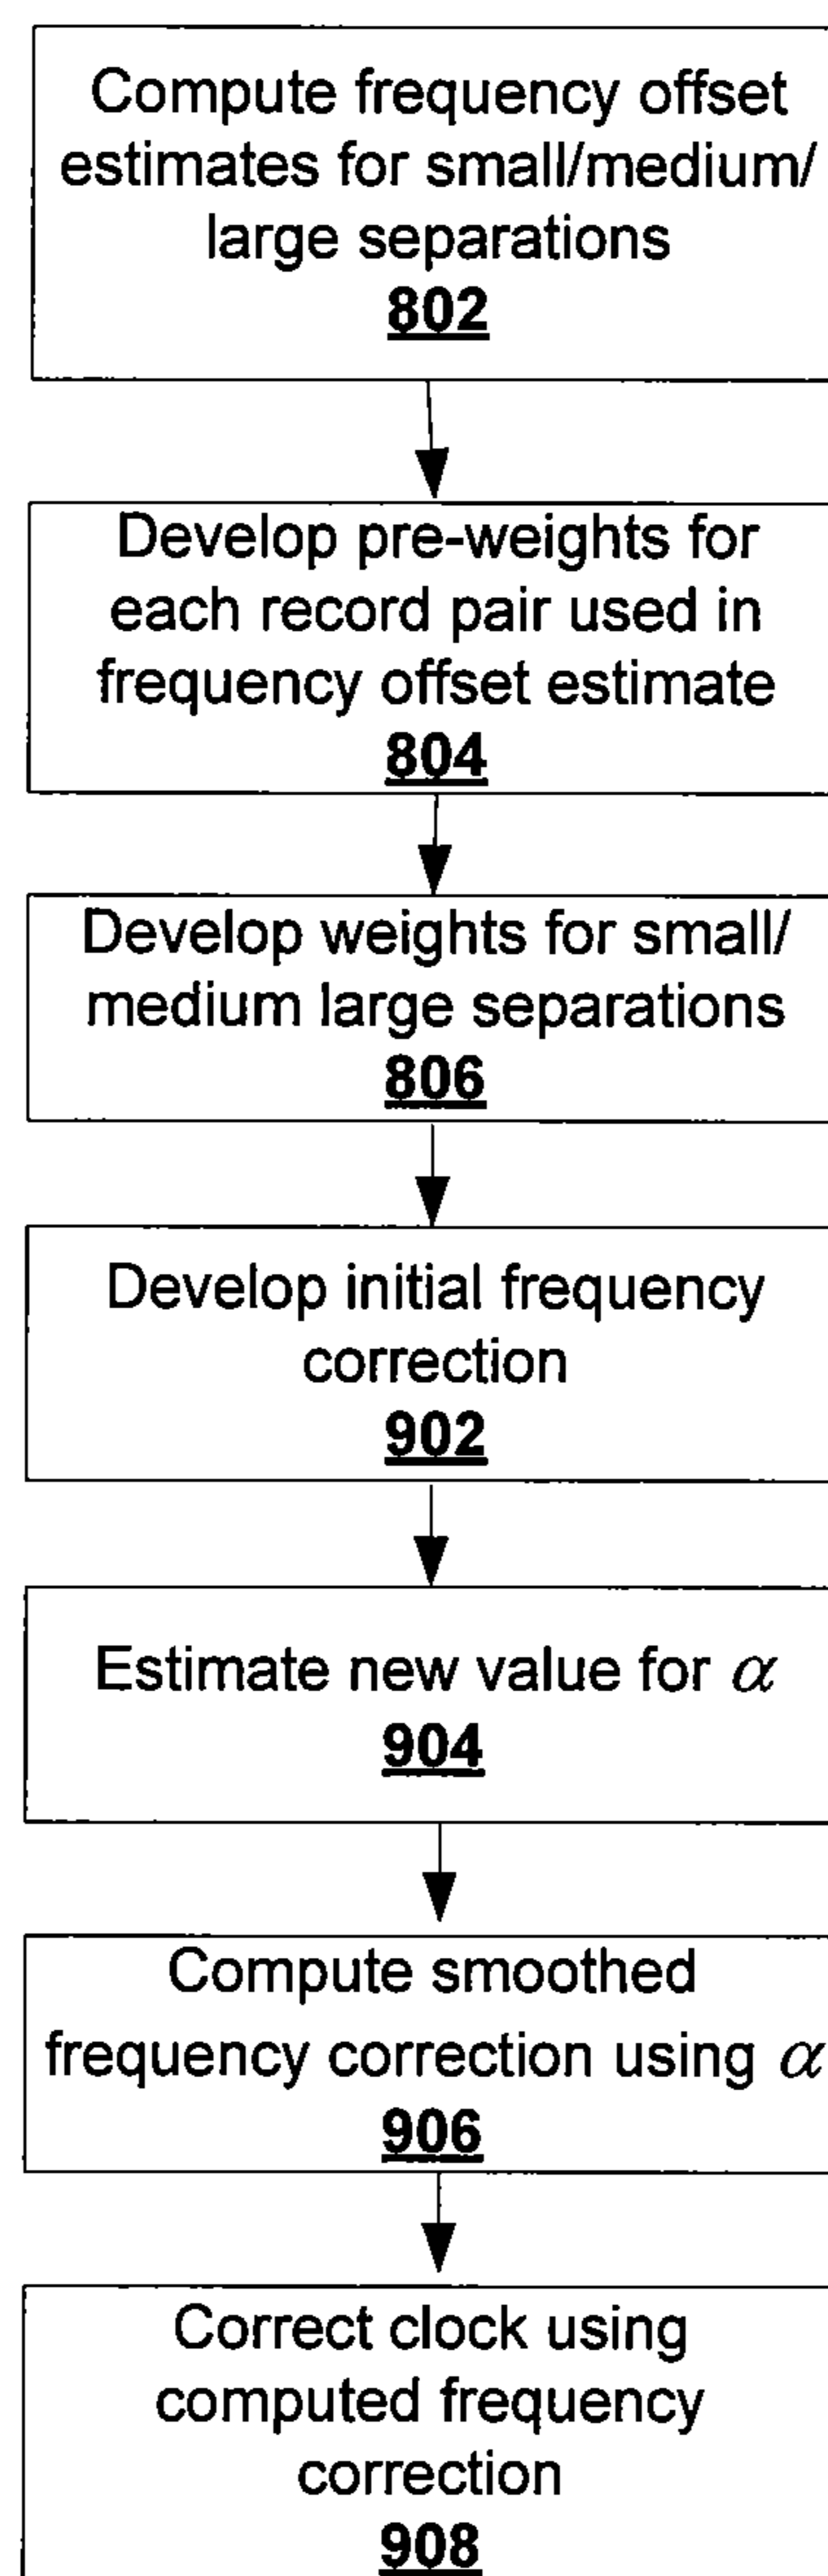 Compute frequency offset
estimates for small/medium/
large separations
802
Develop pre-weights for
each record pair used in
frequency offset estimate
804
Develop weights for small/
medium large separations
806
Develop initial frequency
correction
902
Estimate new value for α
904
Compute smoothed
frequency correction using α
906
Correct clock using
computed frequency
correction
908